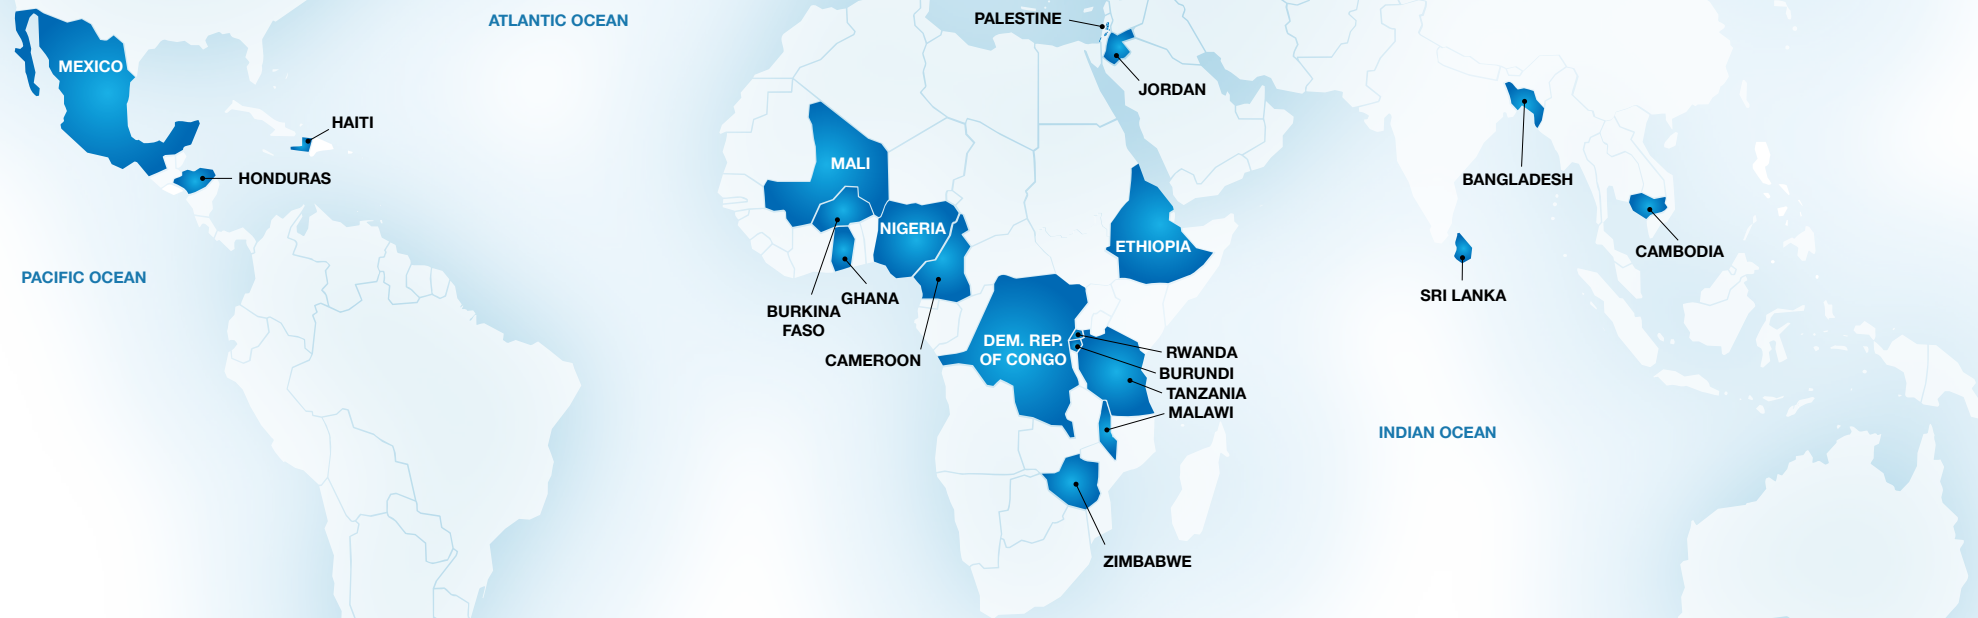 ATLANTIC OCEAN
PALESTINE
MEXICO
JORDAN
HAITI
MALI
HONDURAS
BANGLADESH
NIGERIA
ETHIOPIA
CAMBODIA
PACIFIC OCEAN
SRI LANKA
GHANA
BURKINA
FASO
CAMEROON
DEM. REP.
OF CONGO
RWANDA
BURUNDI
TANZANIA
MALAWI
INDIAN OCEAN
ZIMBABWE